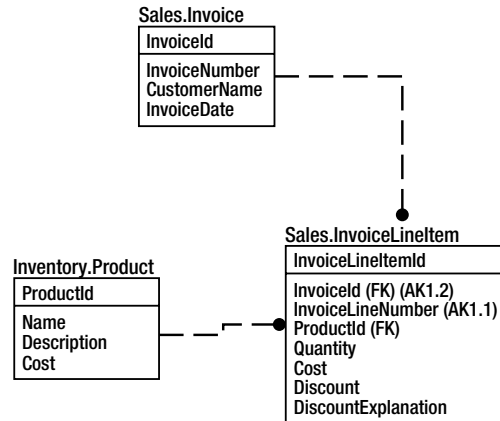 Sales.Invoice
InvoiceId
InvoiceNumber
CustomerName
InvoiceDate
Inventory.Product
ProductId
Name
Description
Cost
Sales.InvoiceLineItem
InvoiceLineItemId
InvoiceId (FK) (AK1.2)
InvoiceLineNumber (AK1.1)
ProductId (FK)
Quantity
Cost
Discount
DiscountExplanation